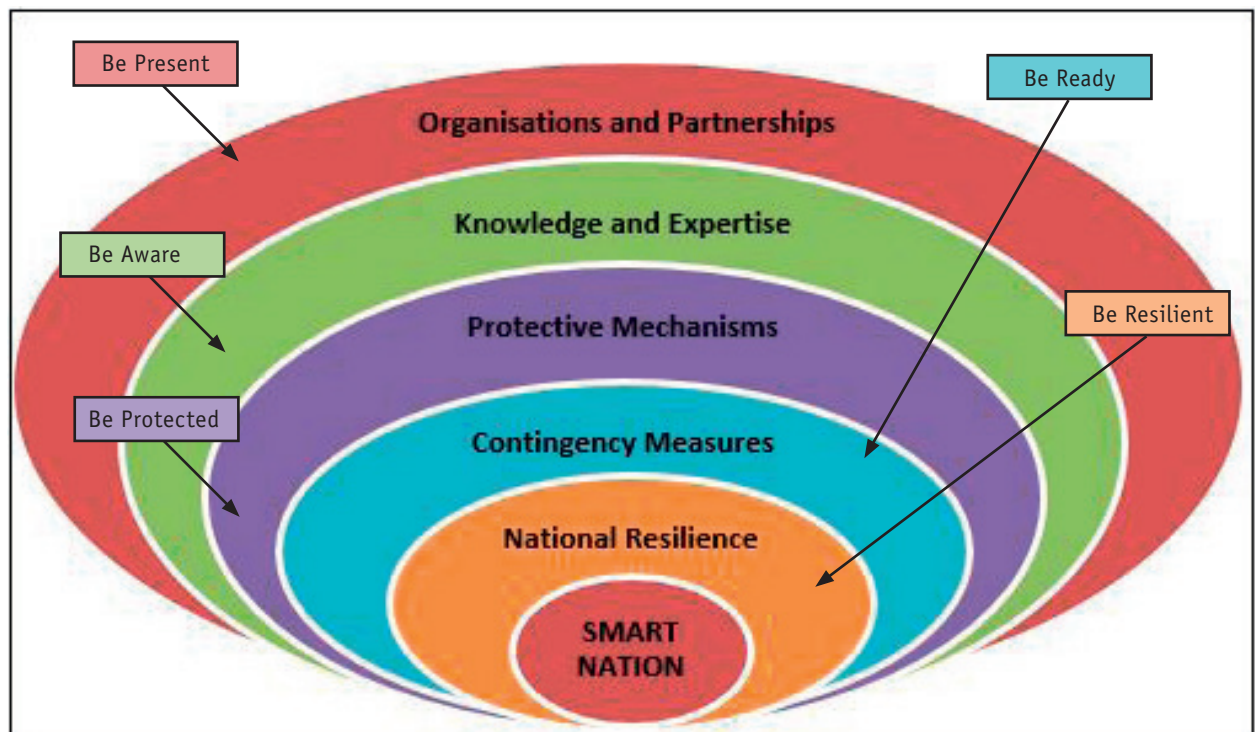 Be Present
Be Ready
Organisations and Partnerships
Knowledge and Expertise
Be Aware
Be Resilient
Protective Mechanisms
Be Protected
Contingency Measures
National Resilience
SMART
NATION